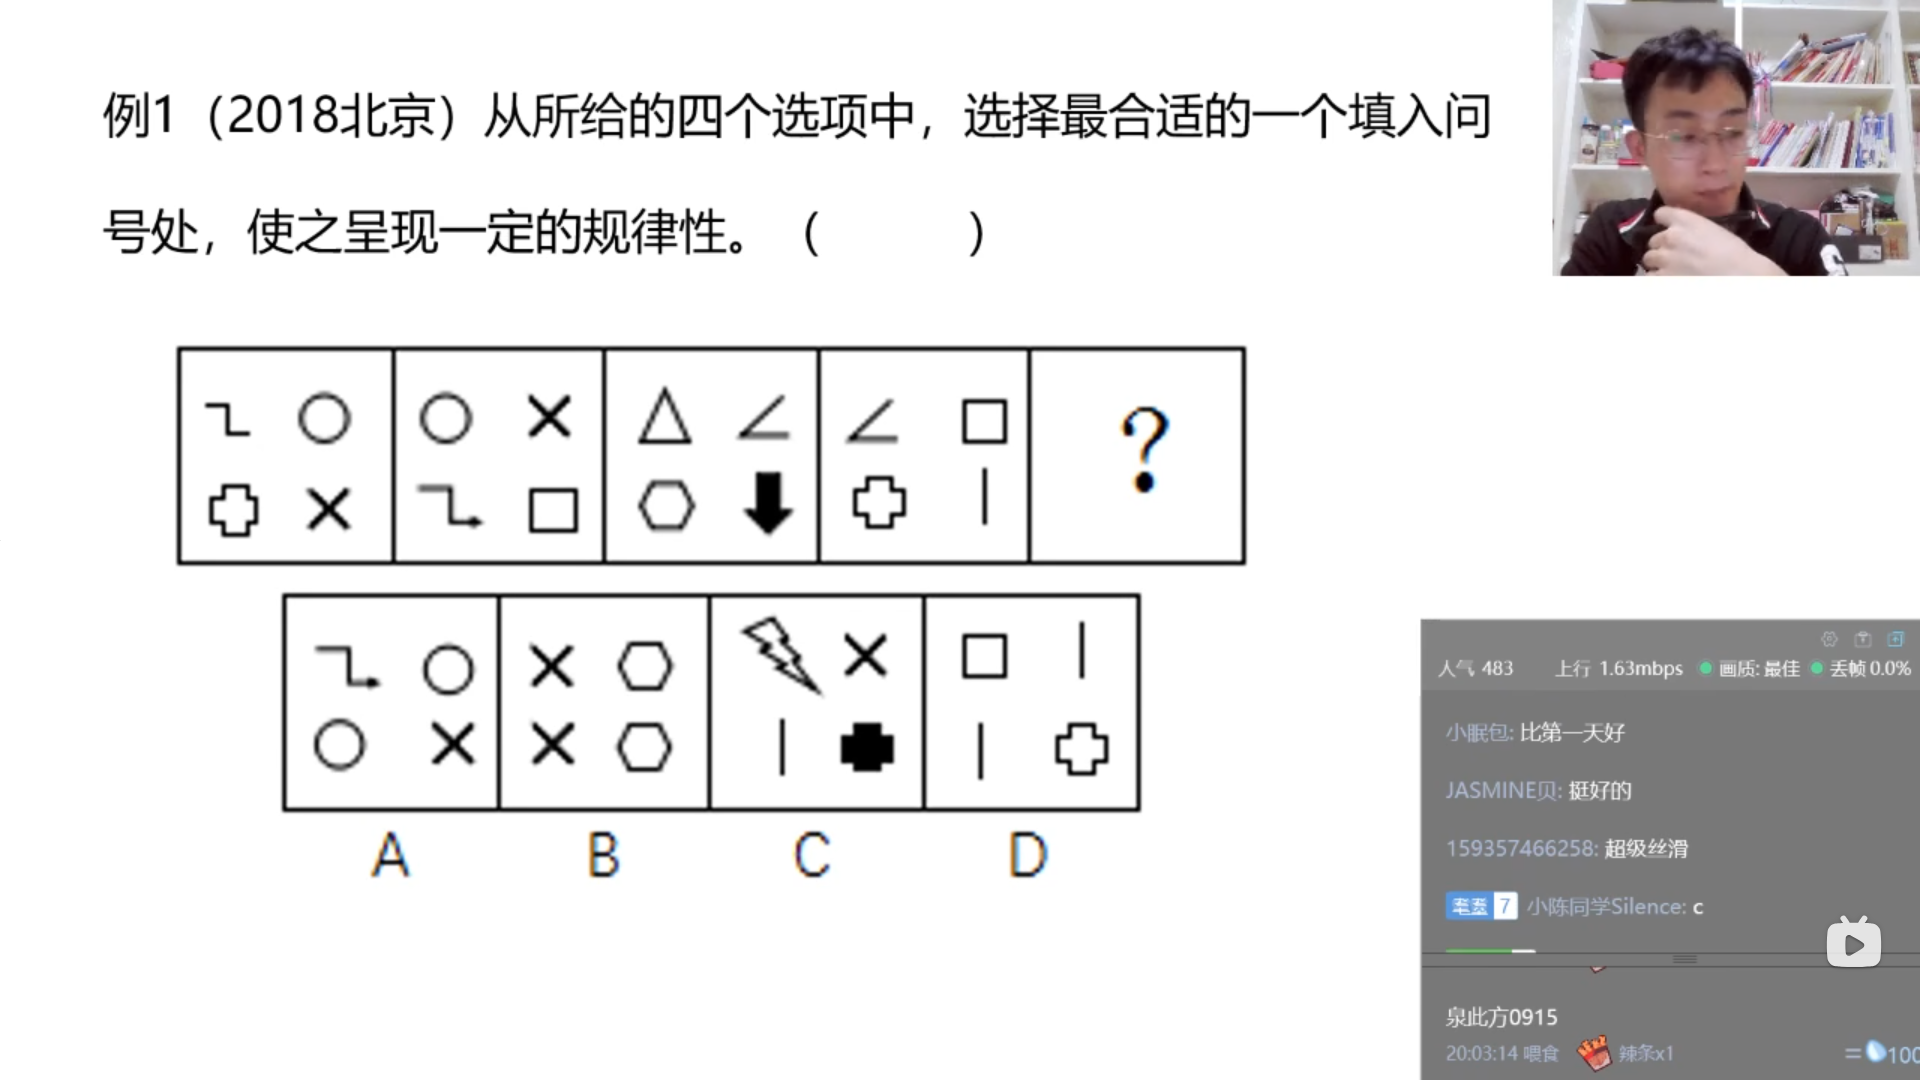 例1（2018北京）从所给的四个选项中，选择最合适的一个填入问
号处，使之呈现一定的规律性。（　　）
?
A B C D
人气 483 上行 1.63mbps 画质: 最佳 丢帧 0.0%
小眠包: 比第一天好
JASMINE贝: 挺好的
159357466258: 超级丝滑
7 小陈同学Silence: c
泉此方0915
20:03:14 喂食 辣条x1 =100